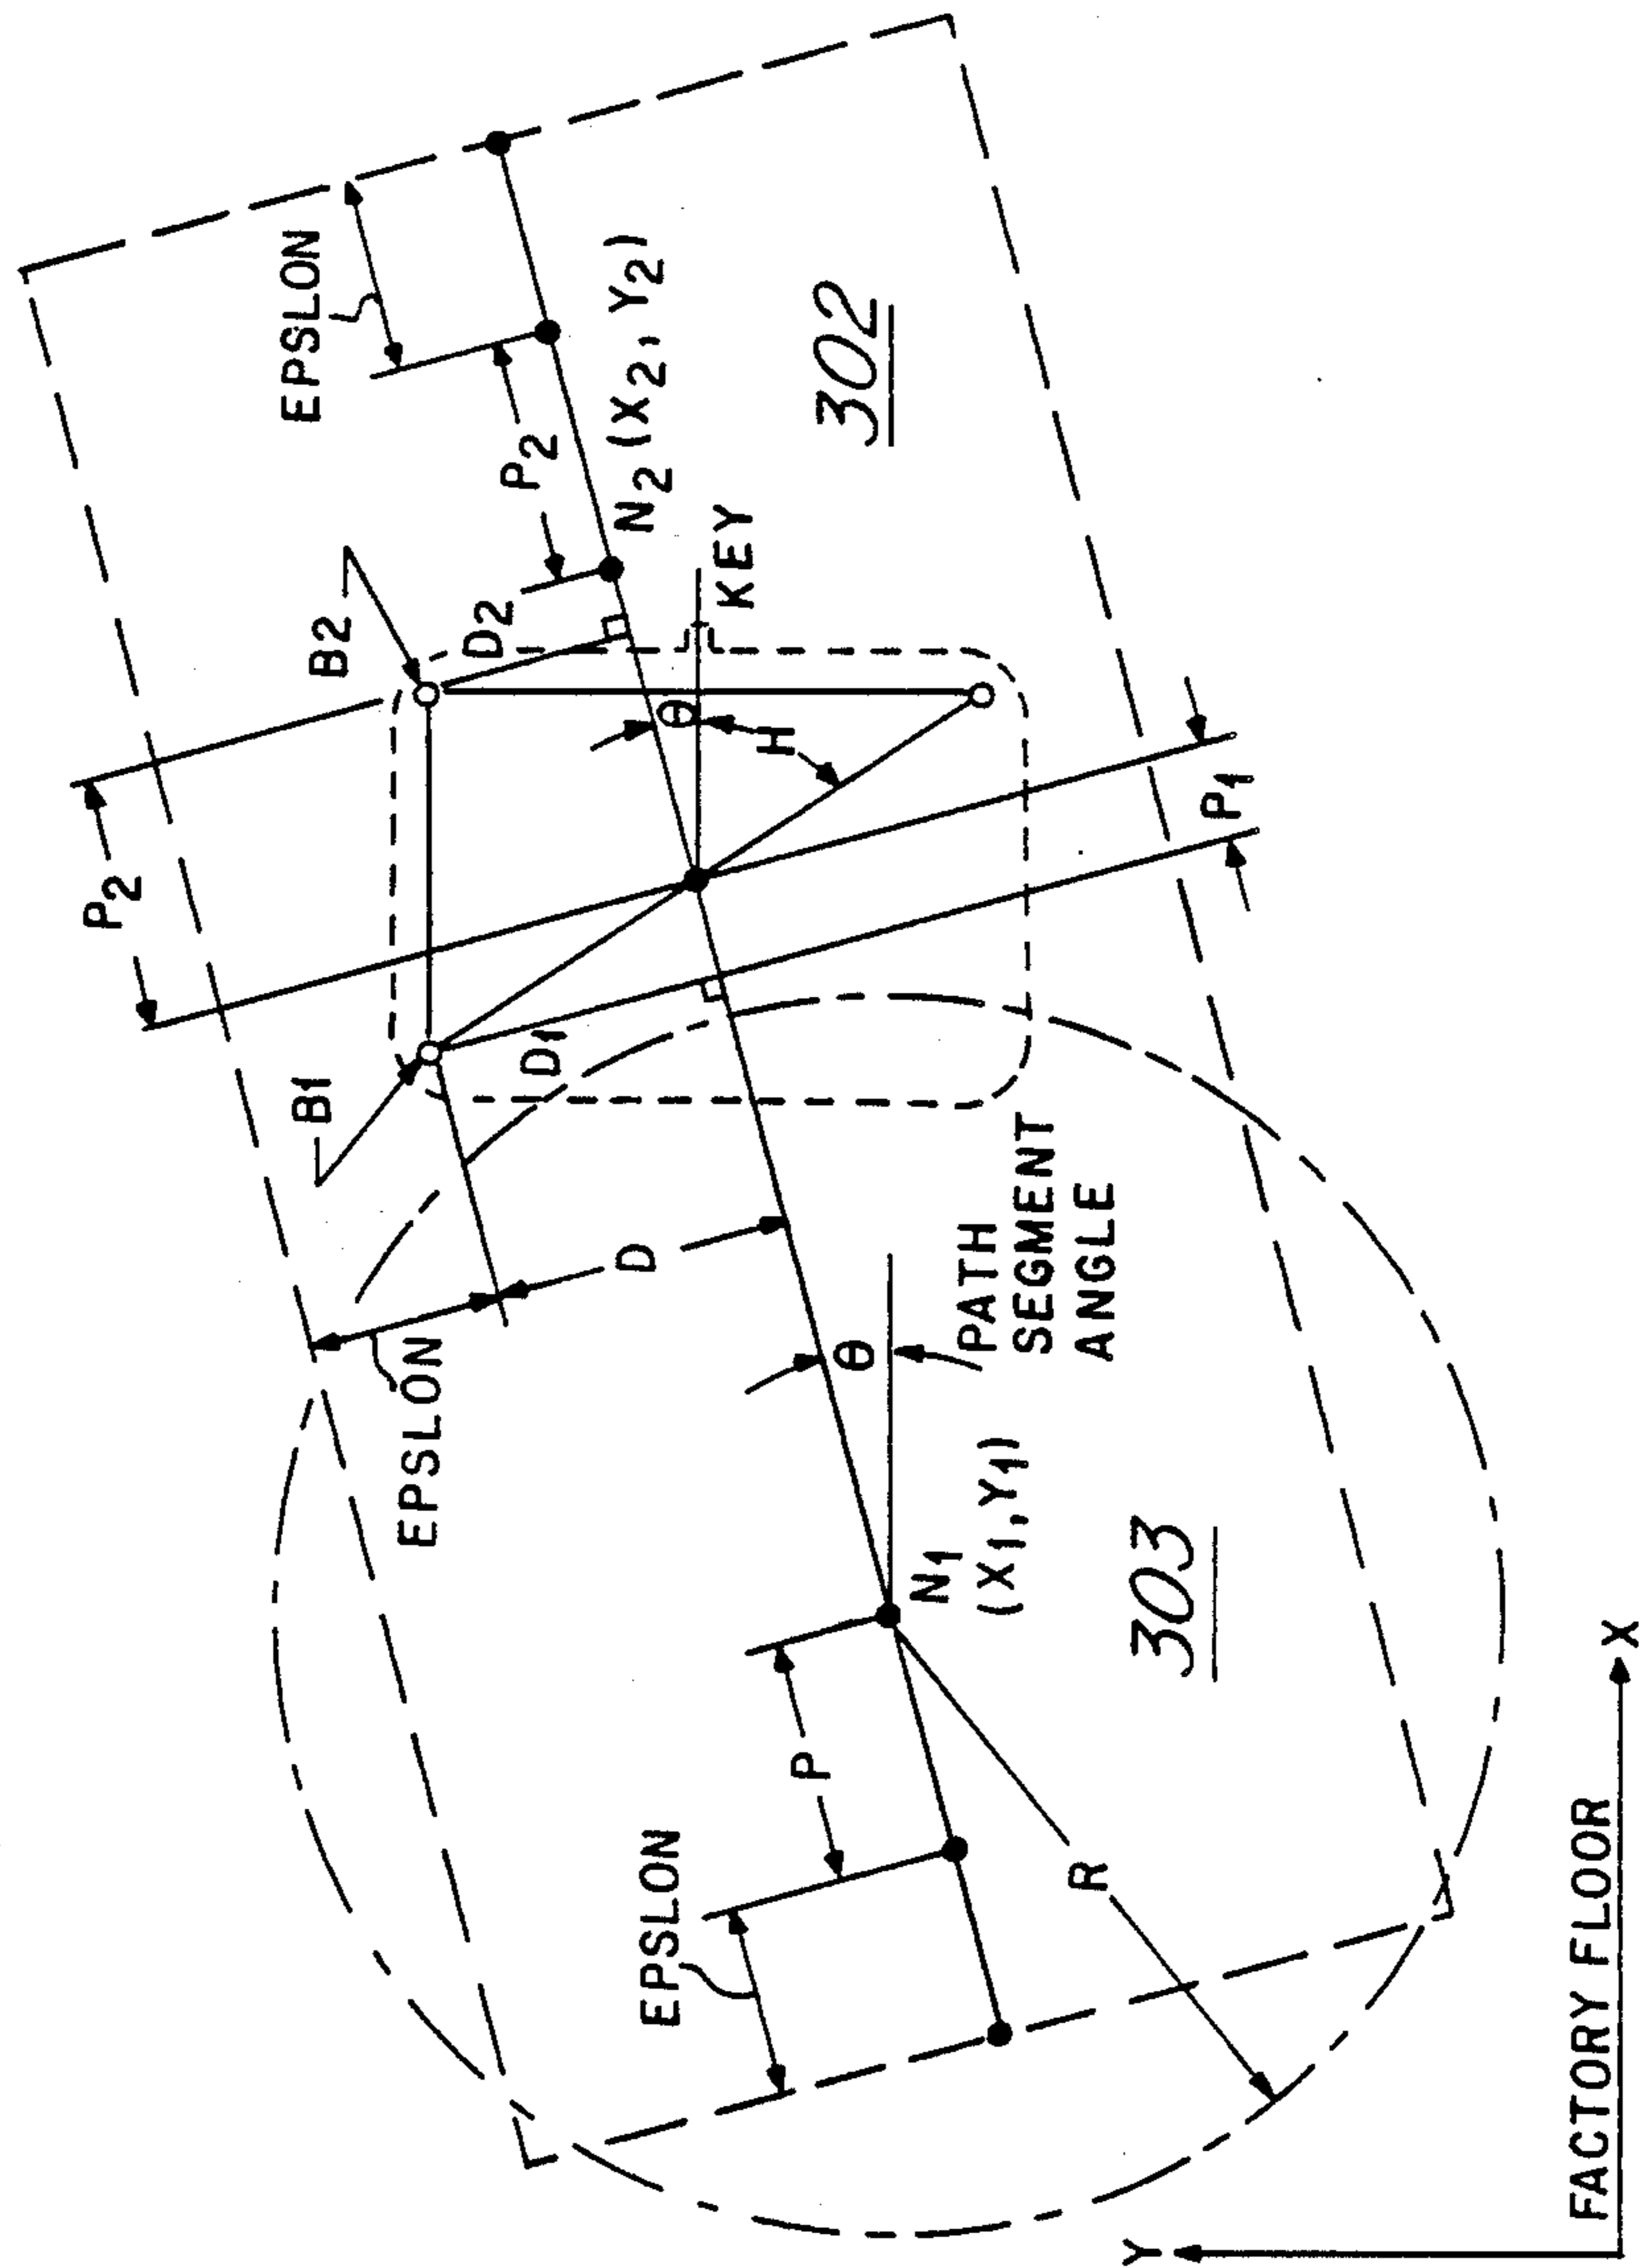 EPSLON
P2
N2 (X2, Y2)
302
B2
D2
KEY
θ
H
P2
P1
B1
D1
D
EPSLON
θ
PATH
SEGMENT
ANGLE
N1
(X1, Y1)
303
P
EPSLON
R
Y
X
FACTORY FLOOR